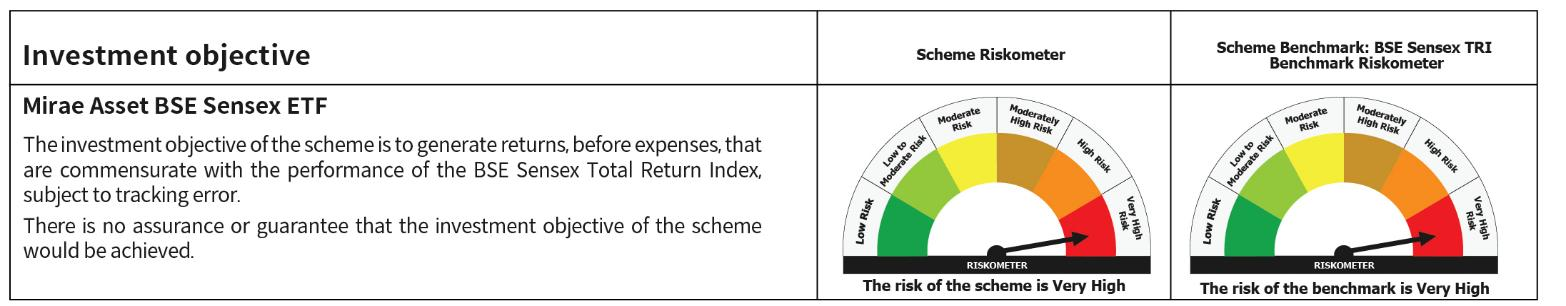 Investment objective
Scheme Riskometer
Scheme Benchmark: BSE Sensex TRI
Benchmark Riskometer
Mirae Asset BSE Sensex ETF
The investment objective of the scheme is to generate returns, before expenses, that
are commensurate with the performance of the BSE Sensex Total Return Index,
subject to tracking error.
There is no assurance or guarantee that the investment objective of the scheme
would be achieved.
Low Risk
Low to
Moderate Risk
Moderate
Risk
Moderately
High Risk
High Risk
Very High
Risk
RISKOMETER
The risk of the scheme is Very High
Low Risk
Low to
Moderate Risk
Moderate
Risk
Moderately
High Risk
High Risk
Very High
Risk
RISKOMETER
The risk of the benchmark is Very High